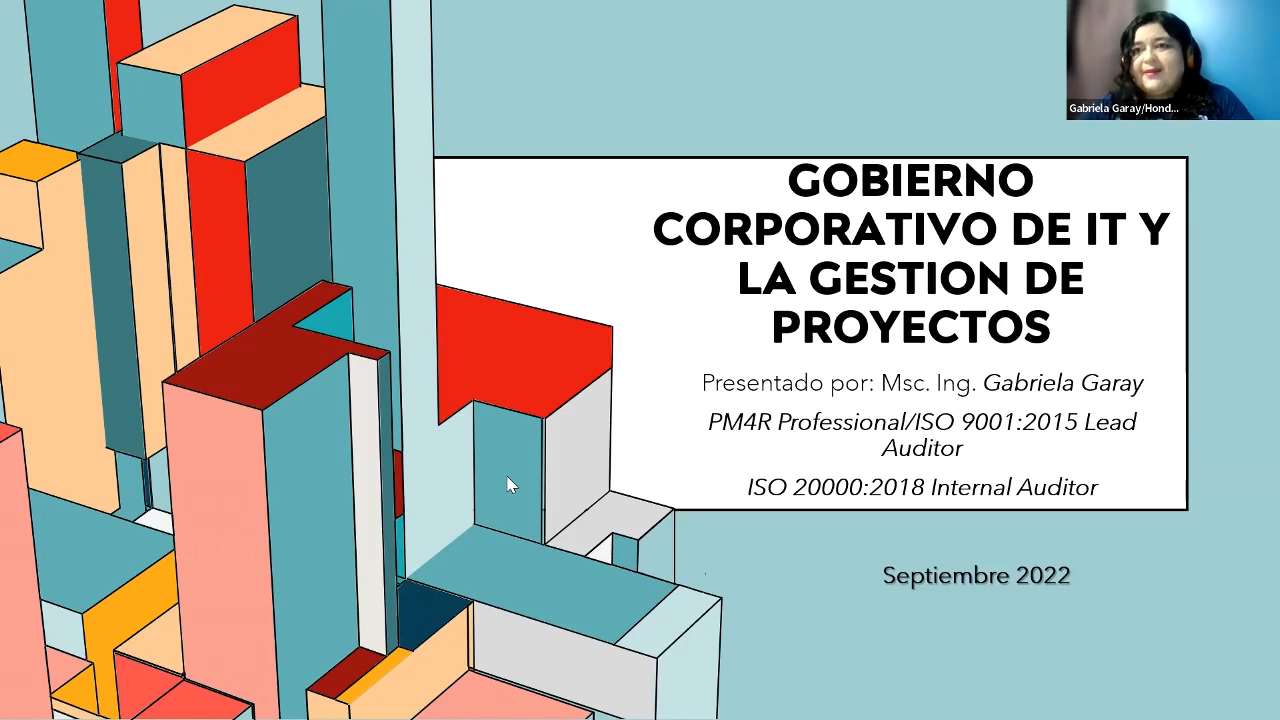 Gabriela Garay/Hond...
GOBIERNO
CORPORATIVO DE IT Y
LA GESTION DE
PROYECTOS
Presentado por: Msc. Ing. Gabriela Garay
PM4R Professional/ISO 9001:2015 Lead
Auditor
ISO 20000:2018 Internal Auditor
Septiembre 2022